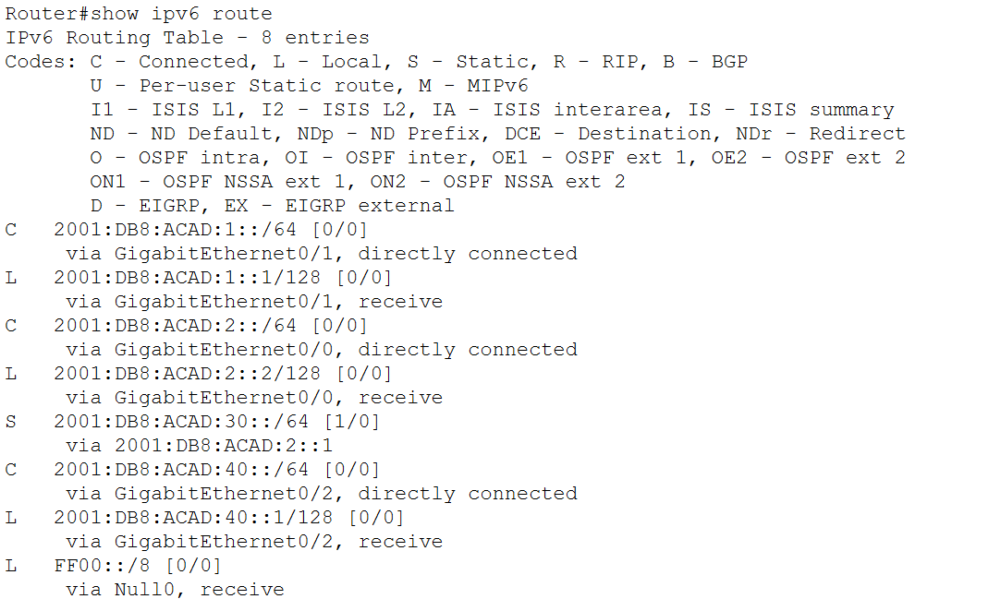 Router#show ipv6 route
IPv6 Routing Table - 8 entries
Codes: C - Connected, L - Local, S - Static, R - RIP, B - BGP
       U - Per-user Static route, M - MIPv6
       I1 - ISIS L1, I2 - ISIS L2, IA - ISIS interarea, IS - ISIS summary
       ND - ND Default, NDp - ND Prefix, DCE - Destination, NDr - Redirect
       O - OSPF intra, OI - OSPF inter, OE1 - OSPF ext 1, OE2 - OSPF ext 2
       ON1 - OSPF NSSA ext 1, ON2 - OSPF NSSA ext 2
       D - EIGRP, EX - EIGRP external
C   2001:DB8:ACAD:1::/64 [0/0]
     via GigabitEthernet0/1, directly connected
L   2001:DB8:ACAD:1::1/128 [0/0]
     via GigabitEthernet0/1, receive
C   2001:DB8:ACAD:2::/64 [0/0]
     via GigabitEthernet0/0, directly connected
L   2001:DB8:ACAD:2::2/128 [0/0]
     via GigabitEthernet0/0, receive
S   2001:DB8:ACAD:30::/64 [1/0]
     via 2001:DB8:ACAD:2::1
C   2001:DB8:ACAD:40::/64 [0/0]
     via GigabitEthernet0/2, directly connected
L   2001:DB8:ACAD:40::1/128 [0/0]
     via GigabitEthernet0/2, receive
L   FF00::/8 [0/0]
     via Null0, receive